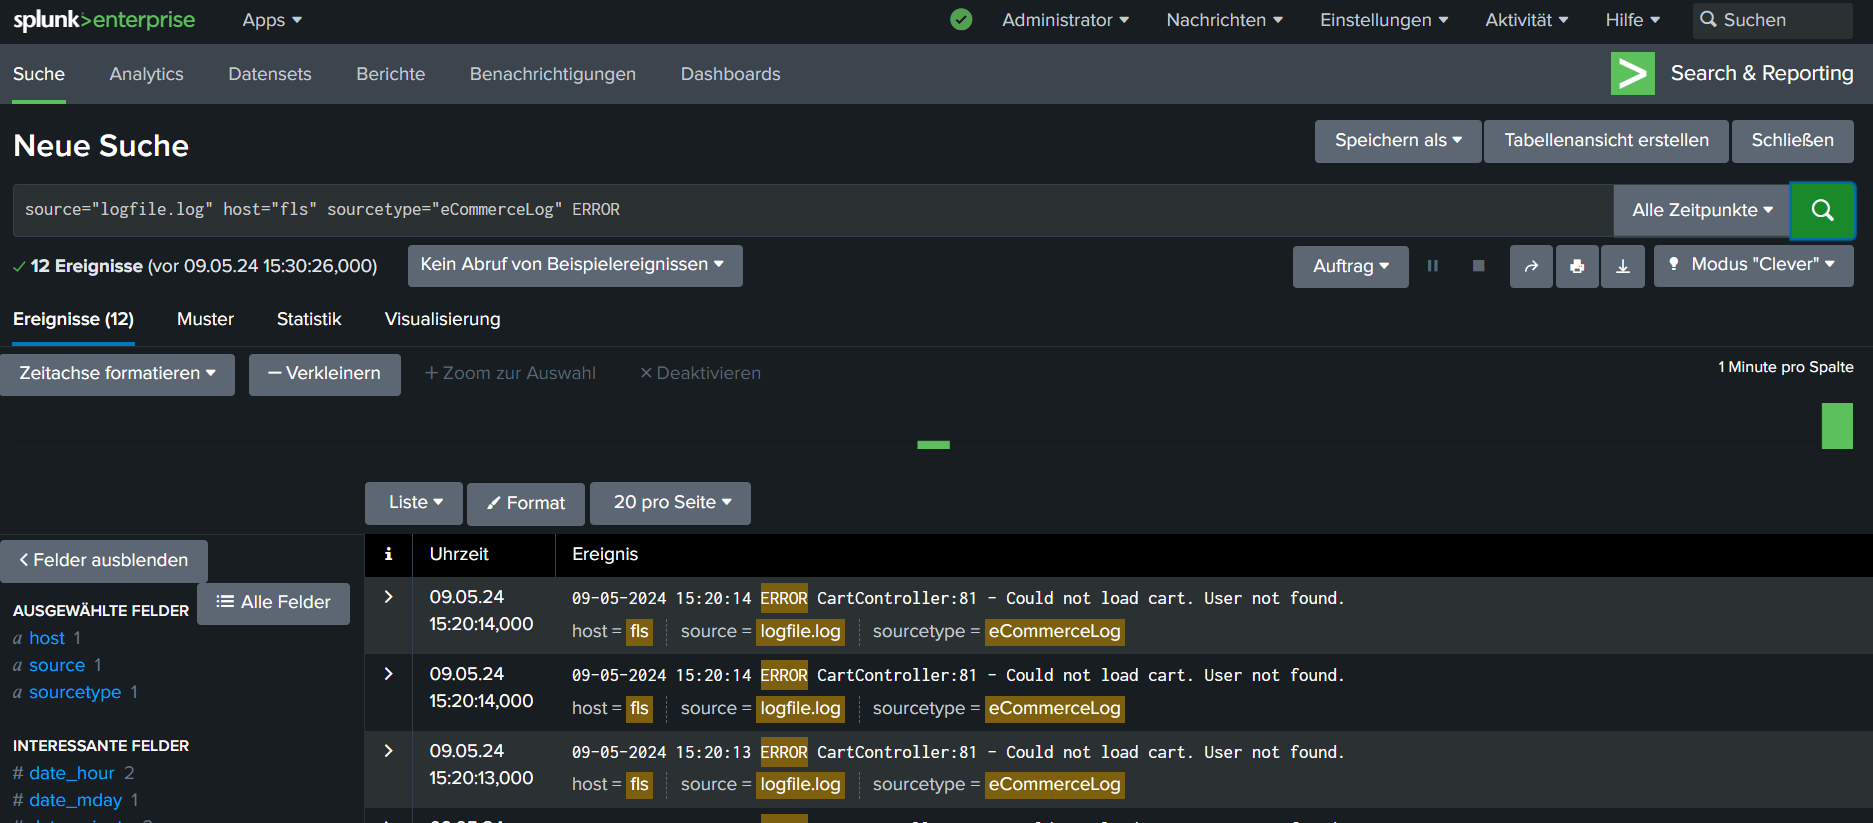 splunk>enterprise Apps Administrator Nachrichten Einstellungen Aktivität Hilfe Suchen
Suche Analytics Datensets Berichte Benachrichtigungen Dashboards Search & Reporting
Neue Suche
Speichern als Tabellenansicht erstellen Schließen
source="logfile.log" host="fls" sourcetype="eCommerceLog" ERROR Alle Zeitpunkte
12 Ereignisse (vor 09.05.24 15:30:26,000) Kein Abruf von Beispielereignissen Auftrag Modus "Clever"
Ereignisse (12) Muster Statistik Visualisierung
Zeitachse formatieren — Verkleinern + Zoom zur Auswahl × Deaktivieren 1 Minute pro Spalte
Liste Format 20 pro Seite
< Felder ausblenden
Alle Felder
AUSGEWÄHLTE FELDER
a host 1
a source 1
a sourcetype 1
INTERESSANTE FELDER
# date_hour 2
# date_mday 1
i Uhrzeit Ereignis
> 09.05.24 15:20:14,000
09-05-2024 15:20:14 ERROR CartController:81 - Could not load cart. User not found.
host = fls source = logfile.log sourcetype = eCommerceLog
> 09.05.24 15:20:14,000
09-05-2024 15:20:14 ERROR CartController:81 - Could not load cart. User not found.
host = fls source = logfile.log sourcetype = eCommerceLog
> 09.05.24 15:20:13,000
09-05-2024 15:20:13 ERROR CartController:81 - Could not load cart. User not found.
host = fls source = logfile.log sourcetype = eCommerceLog